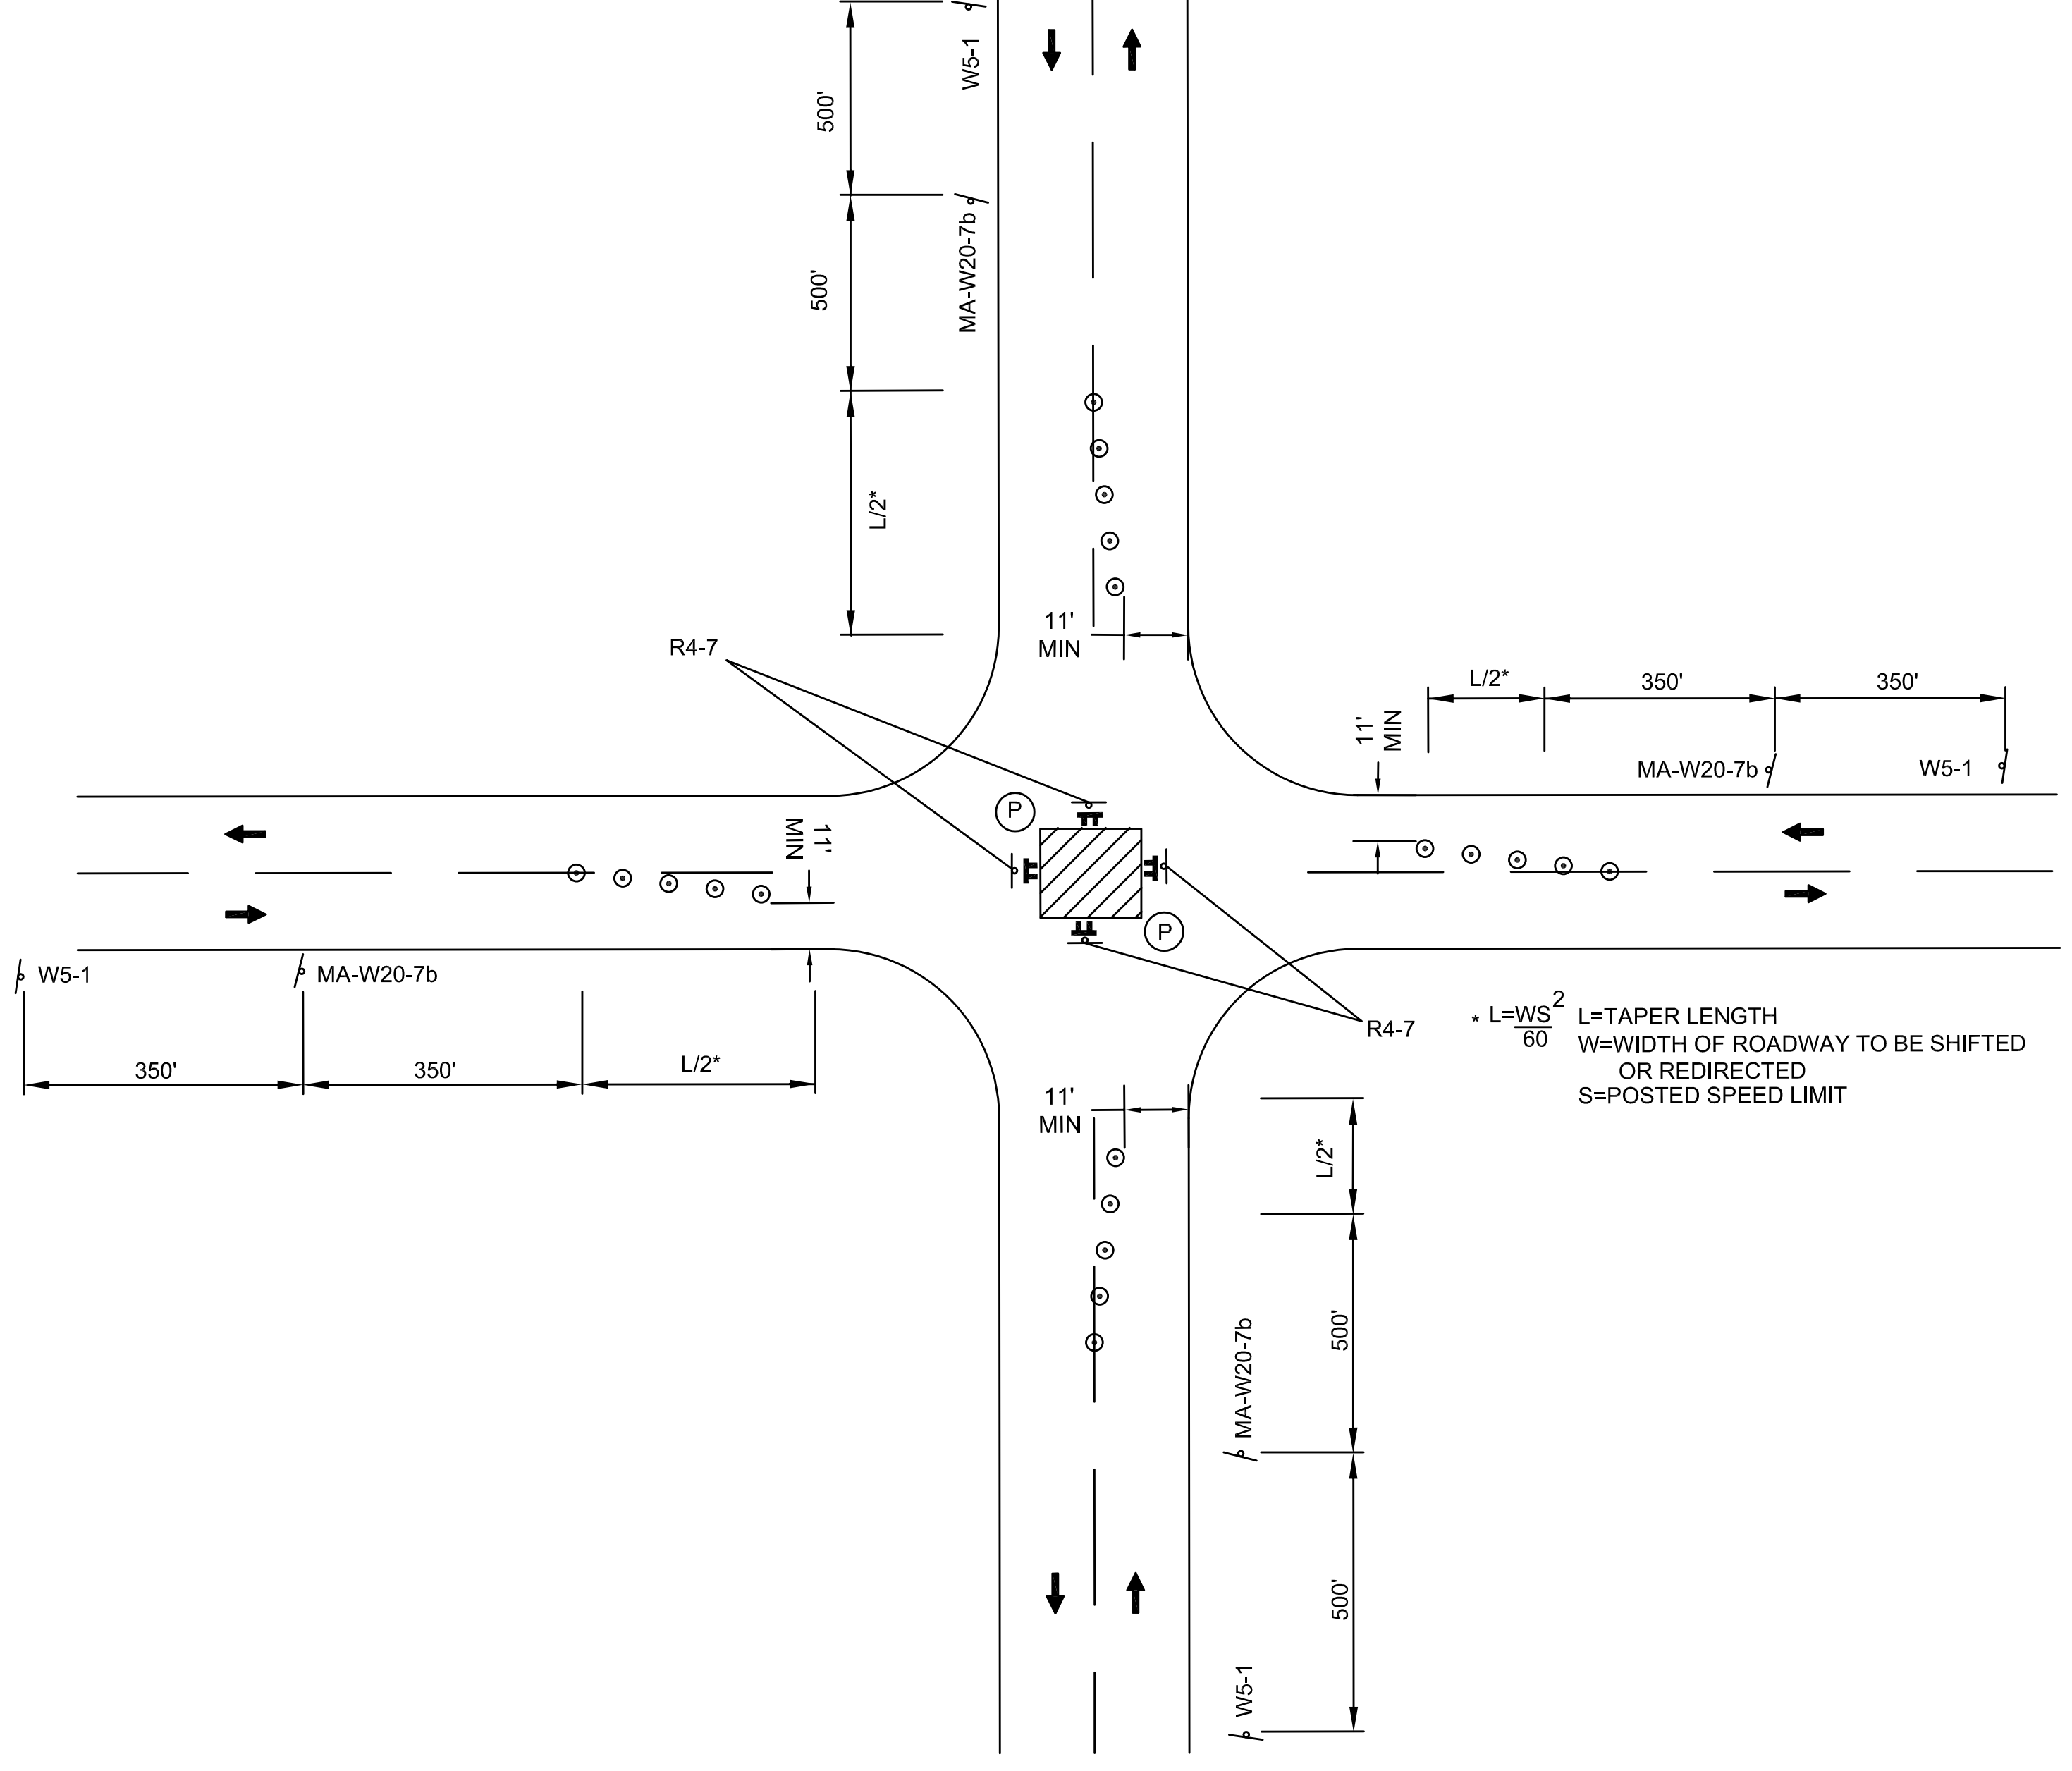 W5-1
500'
MA-W20-7b
500'
L/2*
11'
MIN
R4-7
L/2*
350'
350'
11'
MIN
MA-W20-7b
W5-1
P
11'
MIN
P
W5-1
MA-W20-7b
350'
350'
L/2*
R4-7
* L=WS2
60
L=TAPER LENGTH
W=WIDTH OF ROADWAY TO BE SHIFTED
OR REDIRECTED
S=POSTED SPEED LIMIT
11'
MIN
L/2*
500'
MA-W20-7b
500'
W5-1